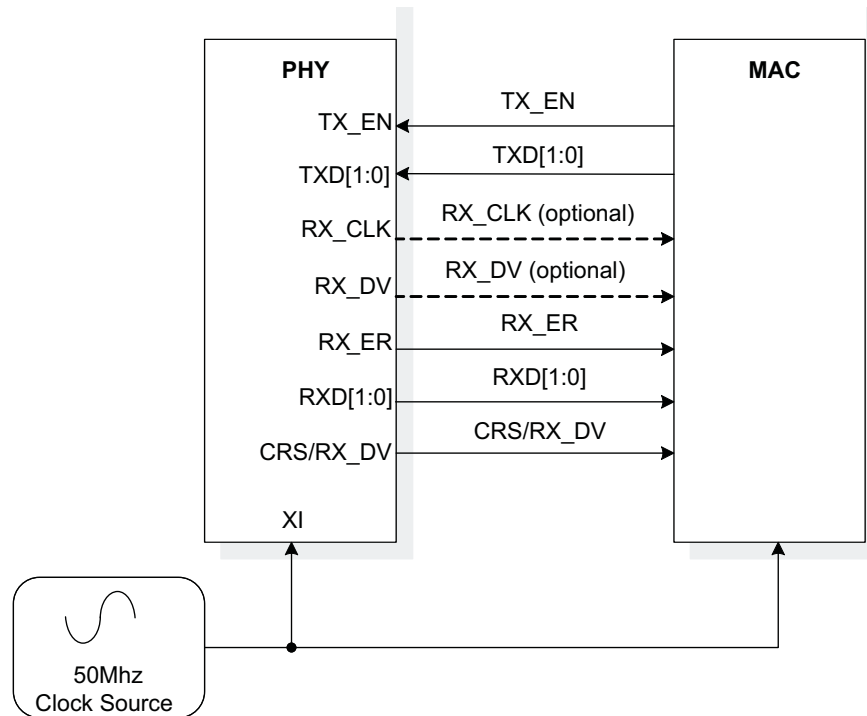 PHY
MAC
TX_EN
TX_EN
TXD[1:0]
TXD[1:0]
RX_CLK
RX_CLK (optional)
RX_DV
RX_DV (optional)
RX_ER
RX_ER
RXD[1:0]
RXD[1:0]
CRS/RX_DV
CRS/RX_DV
XI
50Mhz
Clock Source